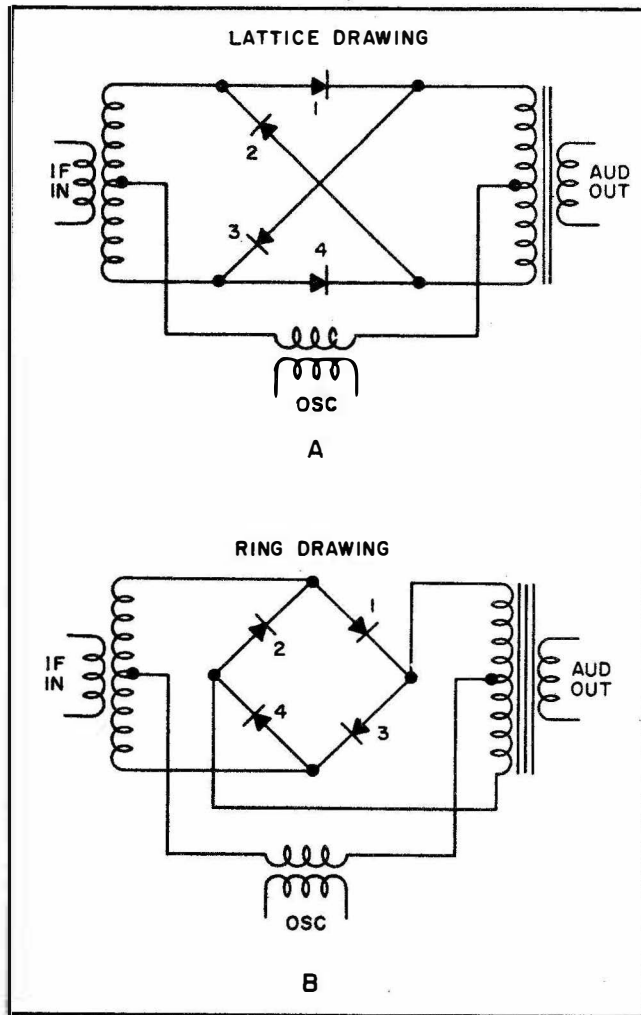 LATTICE DRAWING
1
2
IF
IN
AUD
OUT
3
4
OSC
A
RING DRAWING
1
2
IF
IN
AUD
OUT
4
3
OSC
B